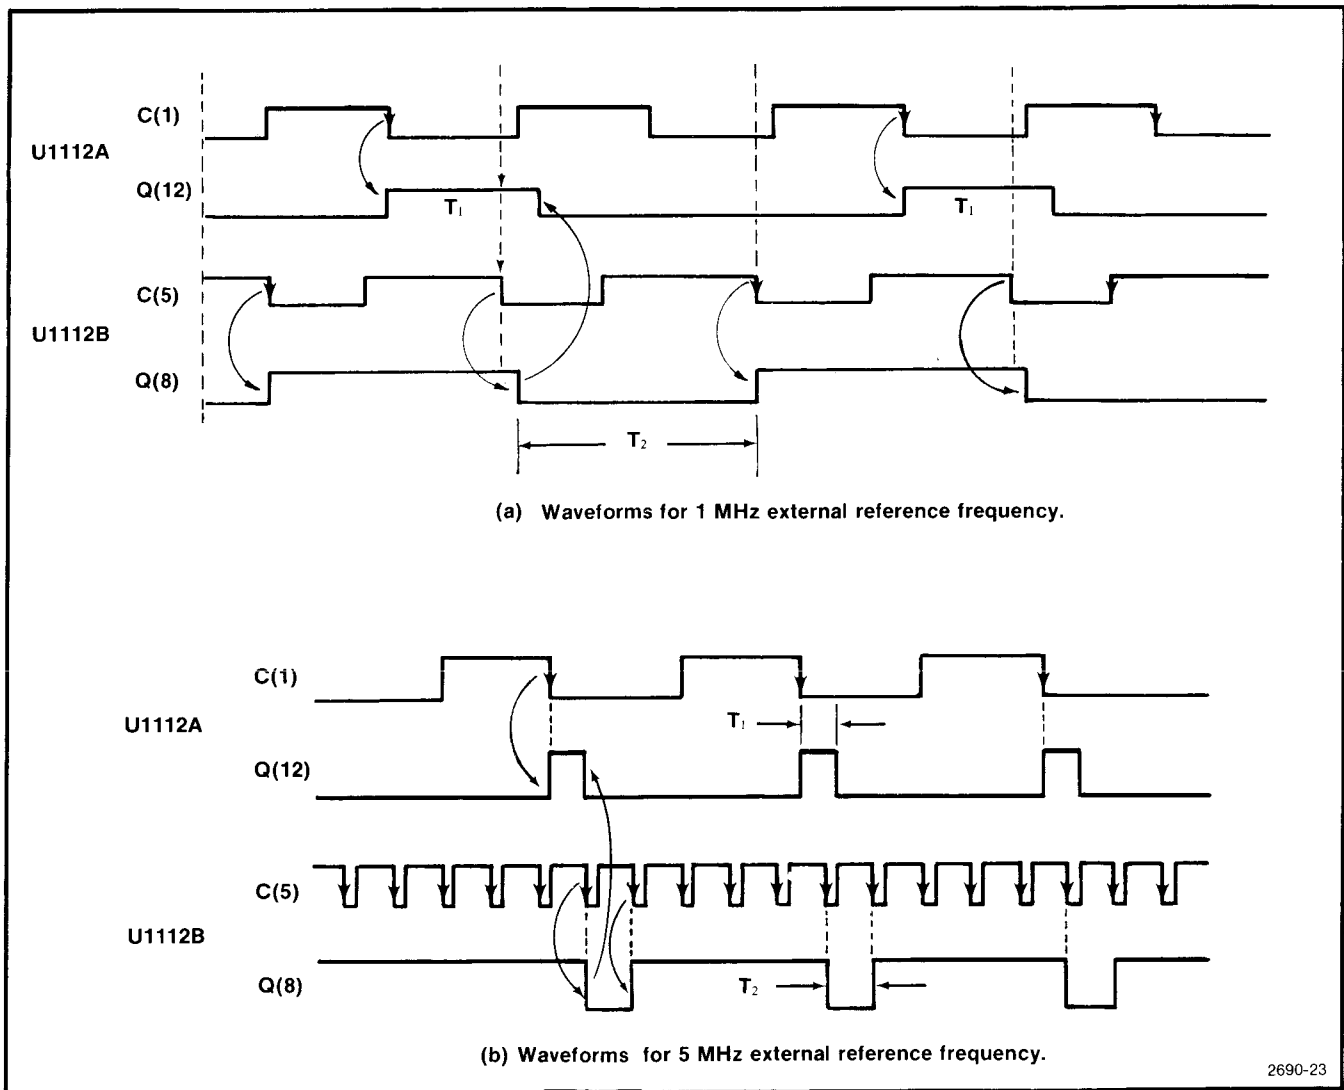 C(1)
U1112A
Q(12)
T₁ T₁
C(5)
U1112B
Q(8)
T₂
(a) Waveforms for 1 MHz external reference frequency.
C(1)
U1112A
T₁
Q(12)
C(5)
U1112B
Q(8)
T₂
(b) Waveforms for 5 MHz external reference frequency.
2690-23